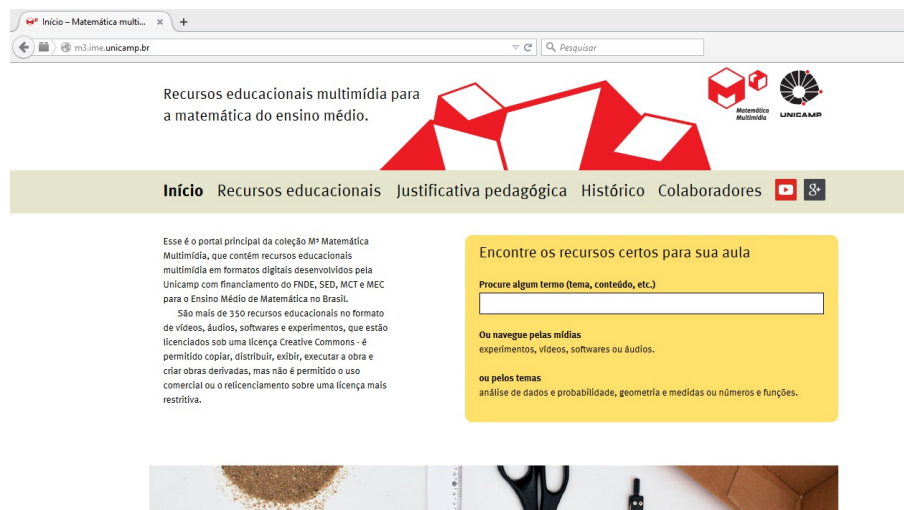 Início – Matemática multi...
m3.ime.unicamp.br
Pesquisar
Recursos educacionais multimídia para
a matemática do ensino médio.
Matemática
Multimídia
UNICAMP
Início Recursos educacionais Justificativa pedagógica Histórico Colaboradores
Esse é o portal principal da coleção M³ Matemática
Multimídia, que contém recursos educacionais
multimídia em formatos digitais desenvolvidos pela
Unicamp com financiamento do FNDE, SED, MCT e MEC
para o Ensino Médio de Matemática no Brasil.
São mais de 350 recursos educacionais no formato
de vídeos, áudios, softwares e experimentos, que estão
licenciados sob uma licença Creative Commons - é
permitido copiar, distribuir, exibir, executar a obra e
criar obras derivadas, mas não é permitido o uso
comercial ou o relicenciamento sobre uma licença mais
restritiva.
Encontre os recursos certos para sua aula
Procure algum termo (tema, conteúdo, etc.)
Ou navegue pelas mídias
experimentos, vídeos, softwares ou áudios.
ou pelos temas
análise de dados e probabilidade, geometria e medidas ou números e funções.